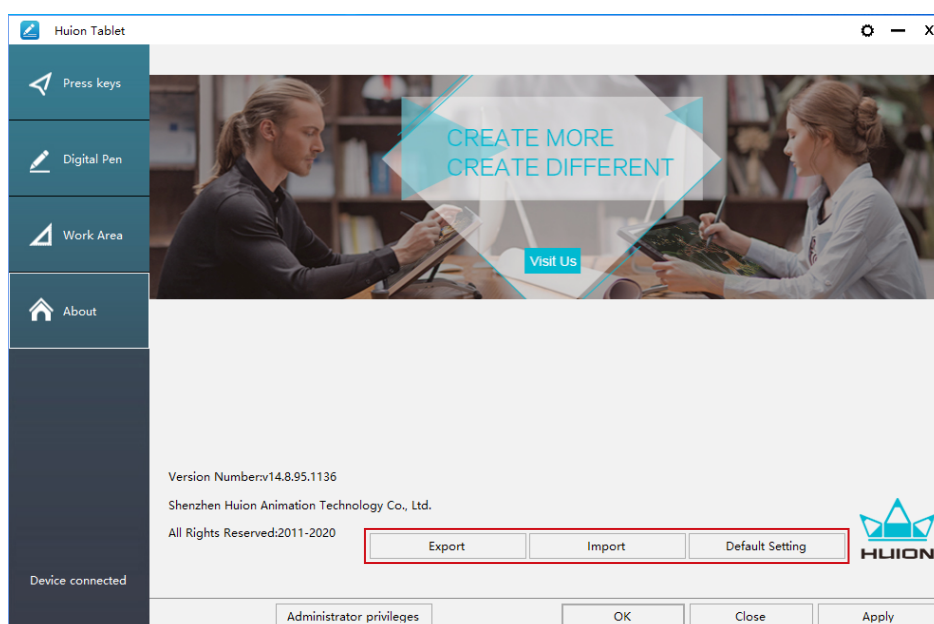 Huion Tablet
X
Press keys
Digital Pen
Work Area
About
CREATE MORE
CREATE DIFFERENT
Visit Us
Version Number:v14.8.95.1136
Shenzhen Huion Animation Technology Co., Ltd.
All Rights Reserved:2011-2020
Export
Import
Default Setting
HUION
Device connected
Administrator privileges
OK
Close
Apply